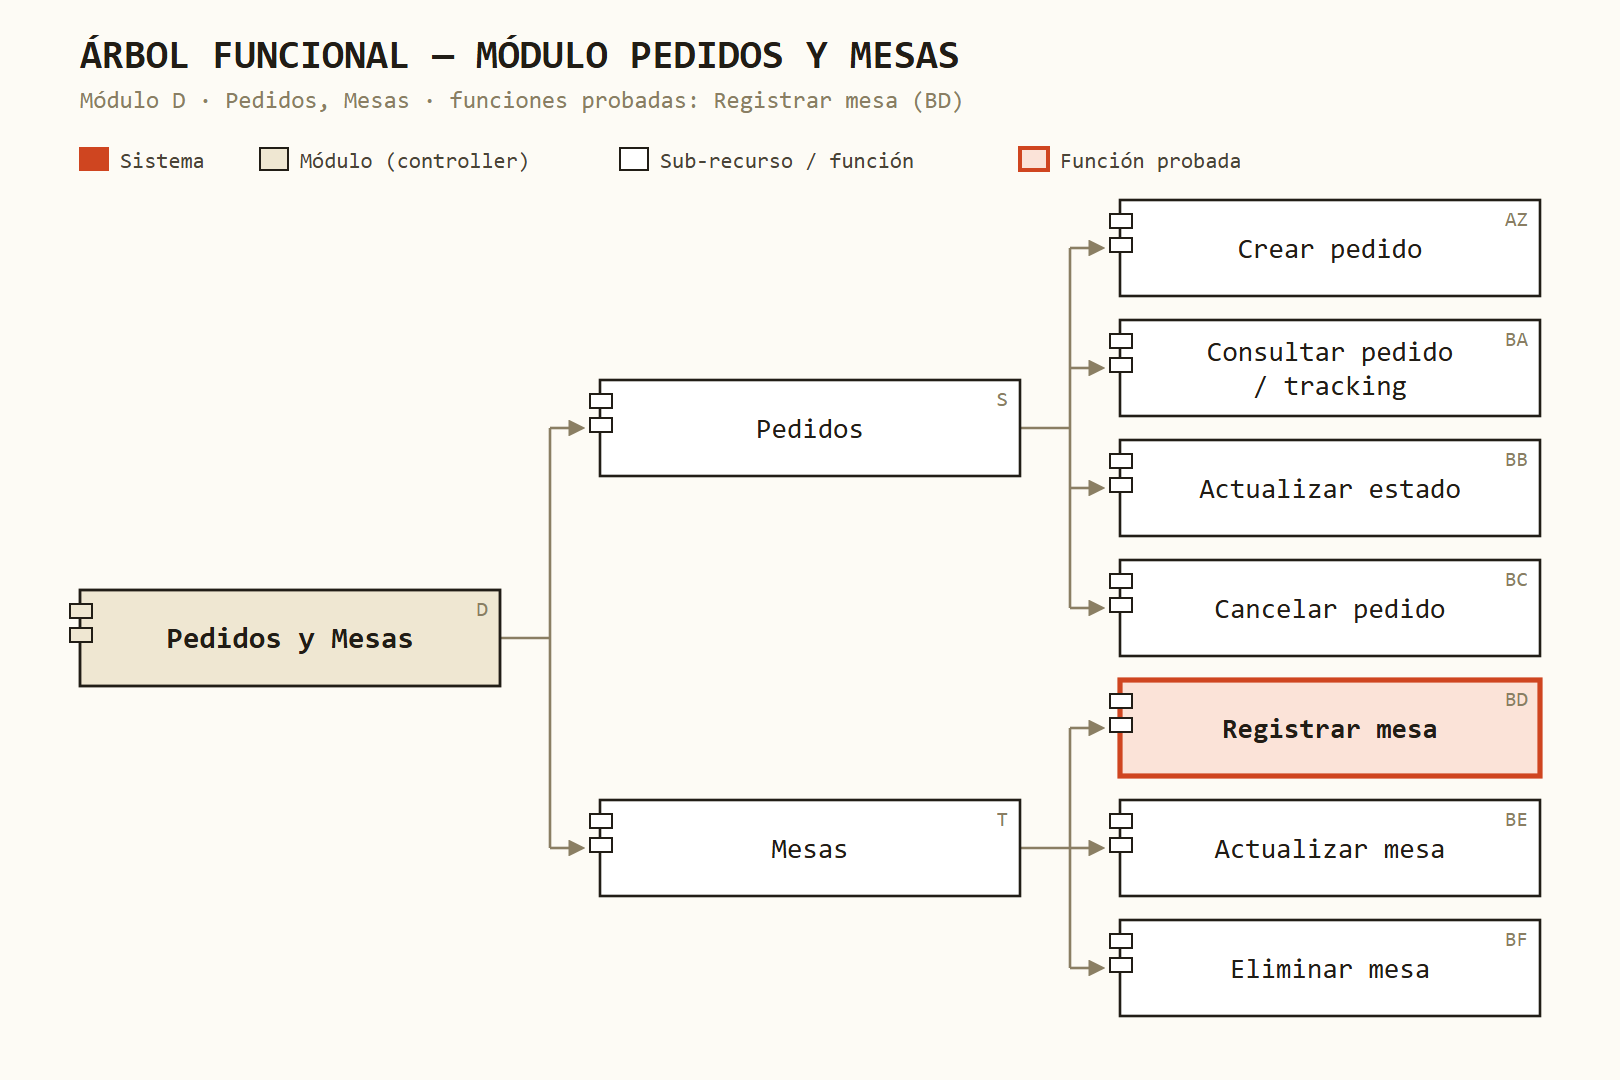 ÁRBOL FUNCIONAL — MÓDULO PEDIDOS Y MESAS
Módulo D · Pedidos, Mesas · funciones probadas: Registrar mesa (BD)
Sistema
Módulo (controller)
Sub-recurso / función
Función probada
D
Pedidos y Mesas
S
Pedidos
T
Mesas
AZ
Crear pedido
BA
Consultar pedido
/ tracking
BB
Actualizar estado
BC
Cancelar pedido
BD
Registrar mesa
BE
Actualizar mesa
BF
Eliminar mesa